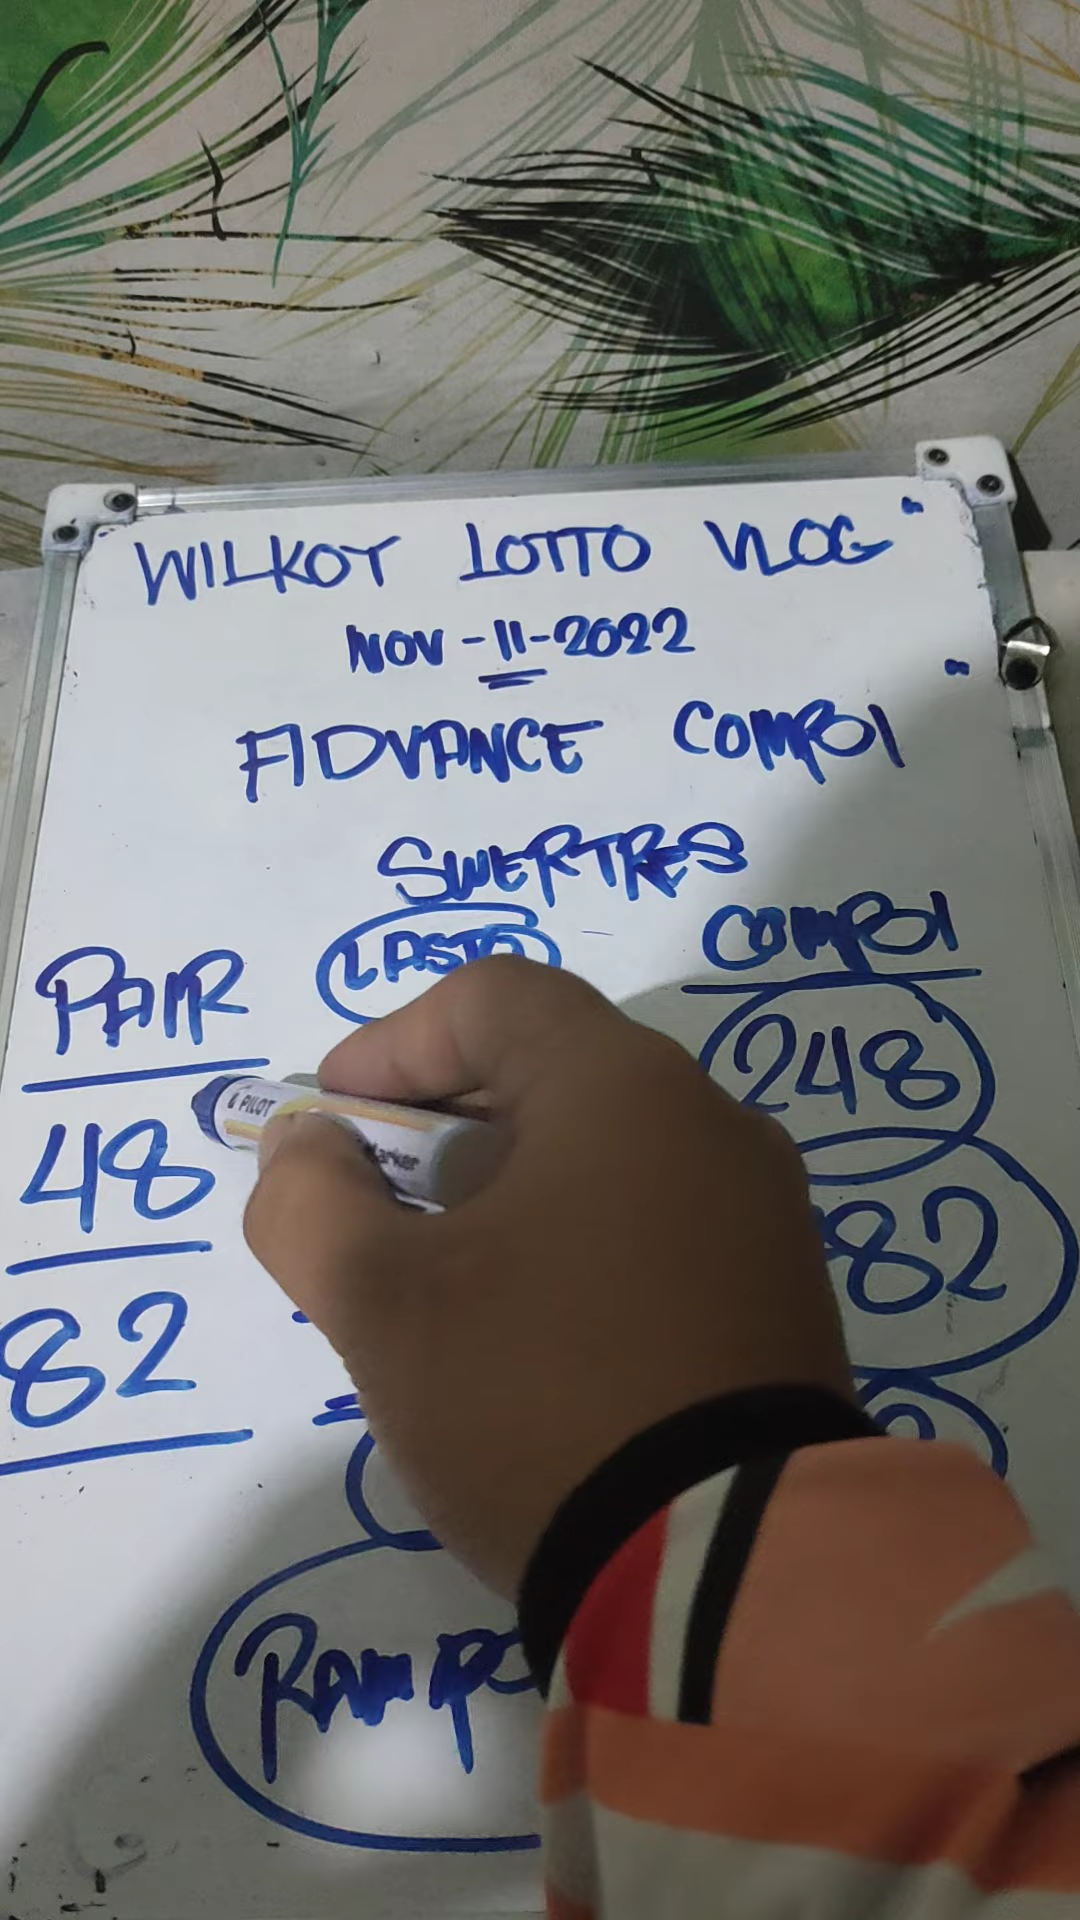 WILKOT LOTTO VLOG"
NOV-11-2022
ADVANCE COMBI
SWERTRES
PAIR
COMBI
48
248
82
82
& PILOT
Marker